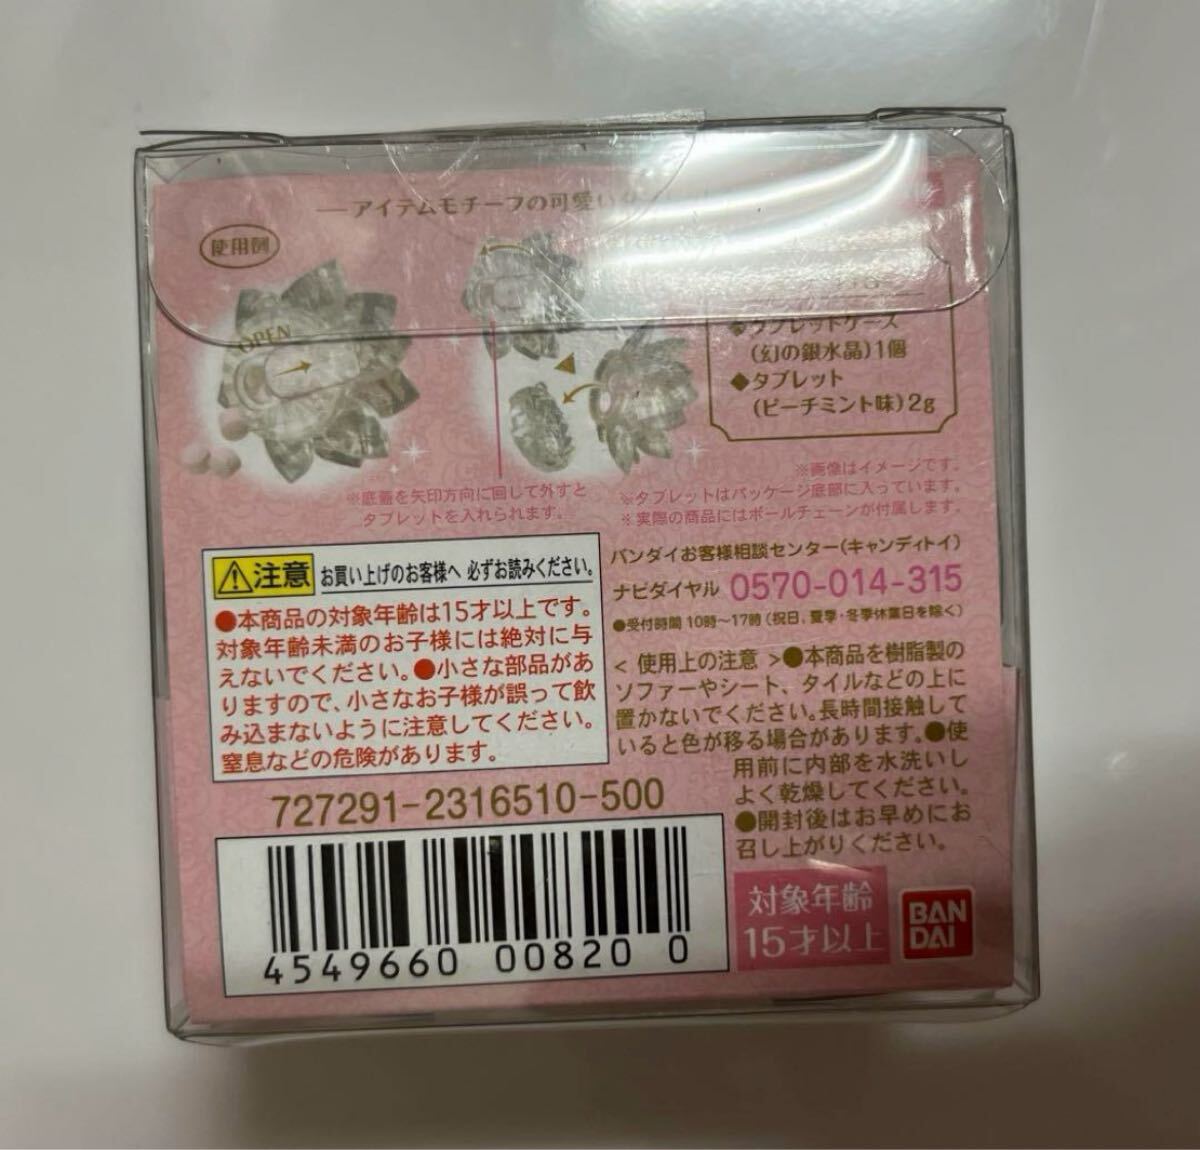 ―アイテムモチーフの可愛い
使用例
OPEN
◆タブレットケース
(幻の銀水晶)1個
◆タブレット
(ピーチミント味)2g
※底蓋を矢印方向に回して外すと
タブレットを入れられます。
※画像はイメージです。
※タブレットはパッケージ底部に入っています。
※実際の商品にはボールチェーンが付属します。
注意 お買い上げのお客様へ 必ずお読みください。
●本商品の対象年齢は15才以上です。
対象年齢未満のお子様には絶対に与
えないでください。●小さな部品があ
りますので、小さなお子様が誤って飲
み込まないように注意してください。
窒息などの危険があります。
バンダイお客様相談センター(キャンディトイ)
ナビダイヤル 0570-014-315
●受付時間 10時〜17時(祝日、夏季・冬季休業日を除く)
< 使用上の注意 >●本商品を樹脂製の
ソファーやシート、タイルなどの上に
置かないでください。長時間接触して
いると色が移る場合があります。●使
用前に内部を水洗いし
よく乾燥してください。
●開封後はお早めにお
召し上がりください。
727291-2316510-500
4549660 00820 0
対象年齢
15才以上
BAN
DAI